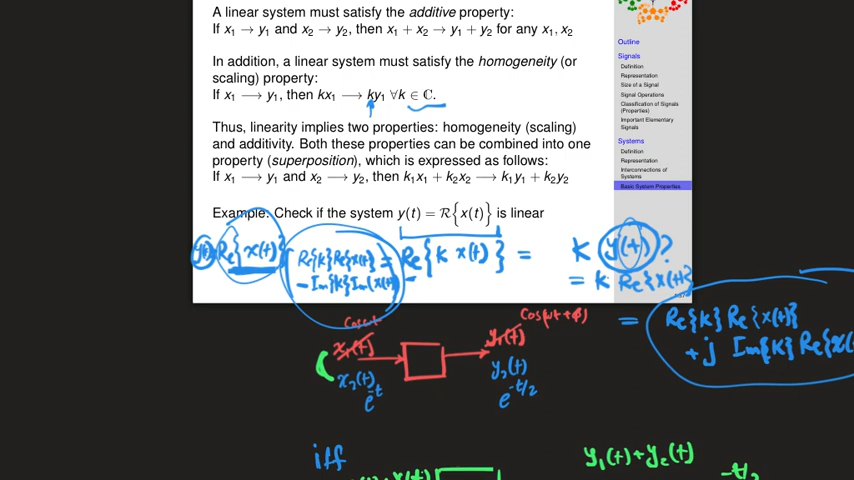 A linear system must satisfy the additive property:
If x₁ → y₁ and x₂ → y₂, then x₁ + x₂ → y₁ + y₂ for any x₁, x₂
In addition, a linear system must satisfy the homogeneity (or
scaling) property:
If x₁ ⟶ y₁, then kx₁ ⟶ ky₁ ∀k ∈ ℂ.
Thus, linearity implies two properties: homogeneity (scaling)
and additivity. Both these properties can be combined into one
property (superposition), which is expressed as follows:
If x₁ ⟶ y₁ and x₂ ⟶ y₂, then k₁x₁ + k₂x₂ ⟶ k₁y₁ + k₂y₂
Example: Check if the system y(t) = R{x(t)} is linear
Re{x(t)}
Re{k}Re{x(t)} = Re{k x(t)} = k y(t)?
- Im{k}Im{x(t)}
= k Re{x(t)}
= Re{k}Re{x(t)}
+ j Im{k}Re{x(
Cosωt
Cos(ωt+φ)
x₁(t)
y₁(t)
x₂(t)
y₂(t)
e⁻ᵗ
e^-t/2
iff
y₁(t)+y₂(t)
Outline
Signals
Definition
Representation
Size of a Signal
Signal Operations
Classification of Signals
(Properties)
Important Elementary
Signals
Systems
Definition
Representation
Interconnections of
Systems
Basic System Properties